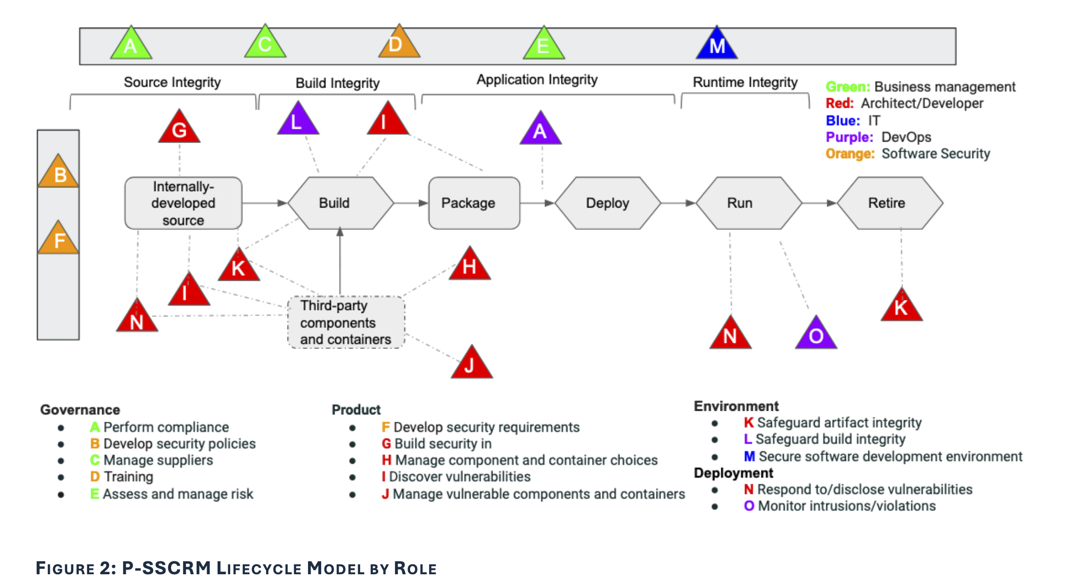 A C D E M
Source Integrity Build Integrity Application Integrity Runtime Integrity
Green: Business management
Red: Architect/Developer
Blue: IT
Purple: DevOps
Orange: Software Security
G L I A
B
F
Internally-
developed
source
Build
Package
Deploy
Run
Retire
K
H
I
N
Third-party
components
and containers
J
N
O
K
Governance
● A Perform compliance
● B Develop security policies
● C Manage suppliers
● D Training
● E Assess and manage risk
Product
● F Develop security requirements
● G Build security in
● H Manage component and container choices
● I Discover vulnerabilities
● J Manage vulnerable components and containers
Environment
● K Safeguard artifact integrity
● L Safeguard build integrity
● M Secure software development environment
Deployment
● N Respond to/disclose vulnerabilities
● O Monitor intrusions/violations
FIGURE 2: P-SSCRM LIFECYCLE MODEL BY ROLE